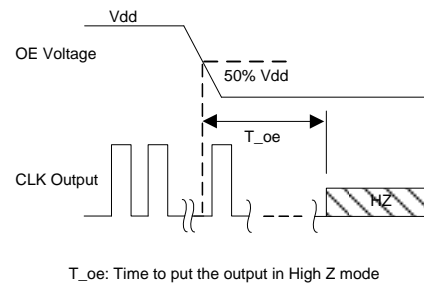 Vdd
OE Voltage
50% Vdd
T_oe
CLK Output
HZ
T_oe: Time to put the output in High Z mode